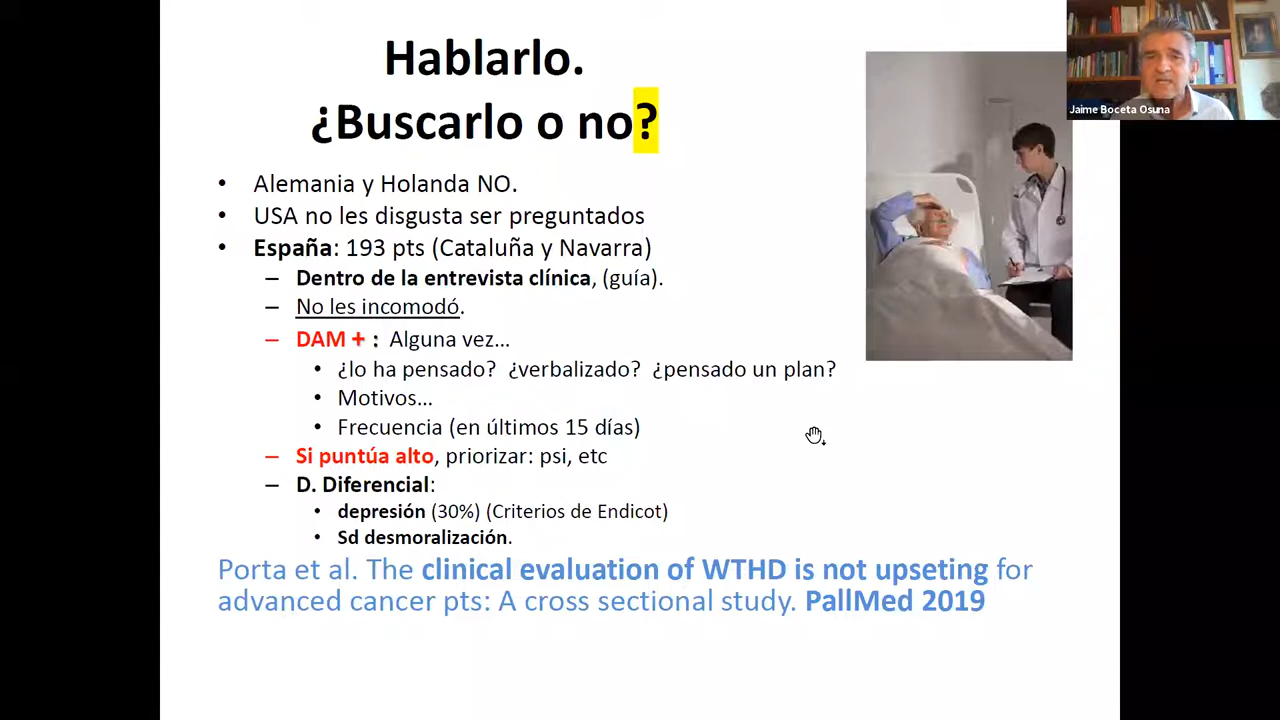 Hablarlo.
¿Buscarlo o no?
Jaime Boceta Osuna
• Alemania y Holanda NO.
• USA no les disgusta ser preguntados
• España: 193 pts (Cataluña y Navarra)
– Dentro de la entrevista clínica, (guía).
– No les incomodó.
– DAM + : Alguna vez…
• ¿lo ha pensado? ¿verbalizado? ¿pensado un plan?
• Motivos…
• Frecuencia (en últimos 15 días)
– Si puntúa alto, priorizar: psi, etc
– D. Diferencial:
• depresión (30%) (Criterios de Endicot)
• Sd desmoralización.
Porta et al. The clinical evaluation of WTHD is not upseting for
advanced cancer pts: A cross sectional study. PallMed 2019